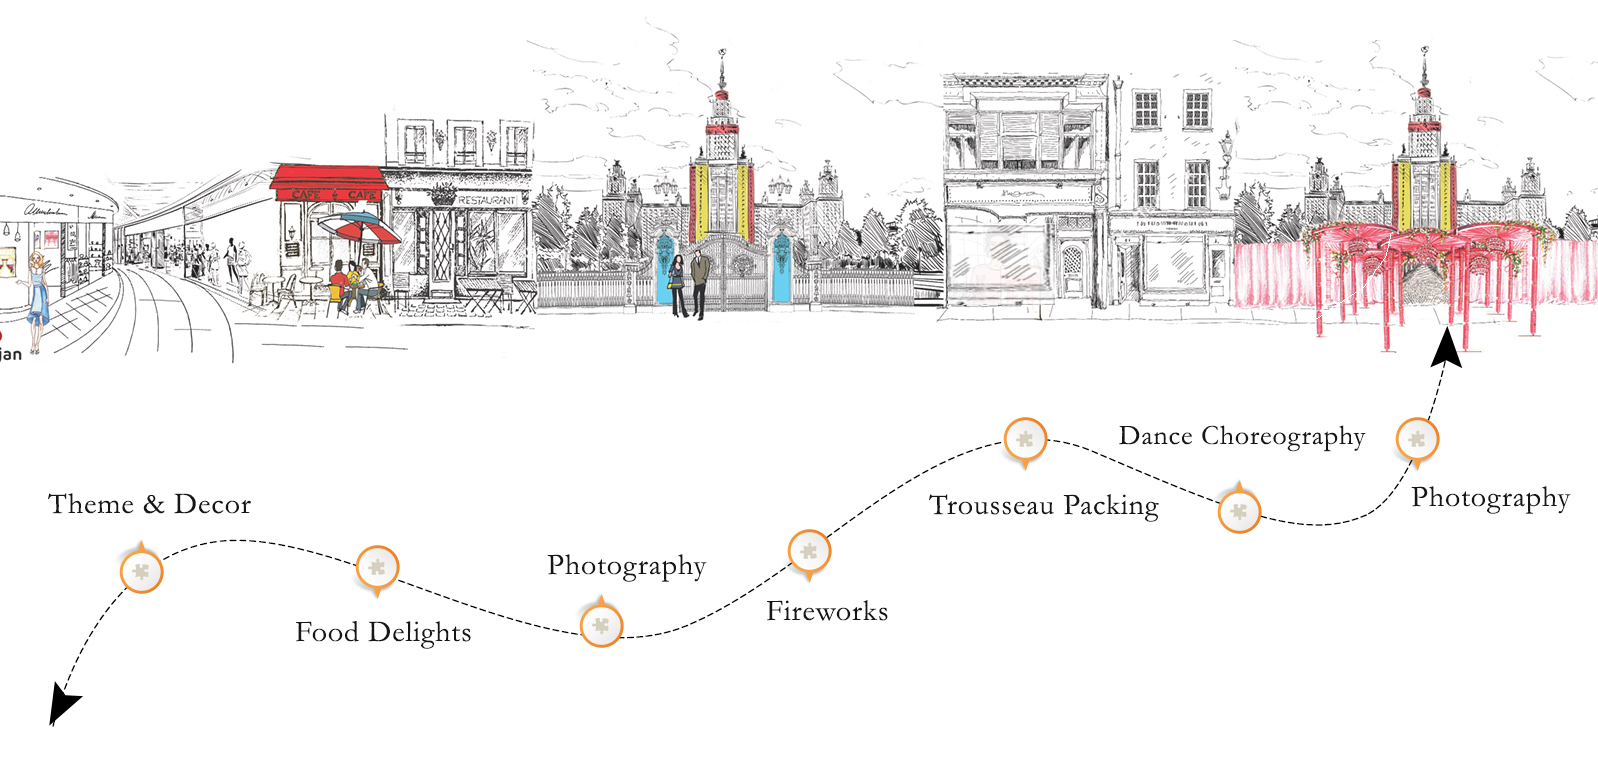 CAFE CAFE
RESTAURANT
jan
Theme & Decor
Food Delights
Photography
Fireworks
Trousseau Packing
Dance Choreography
Photography